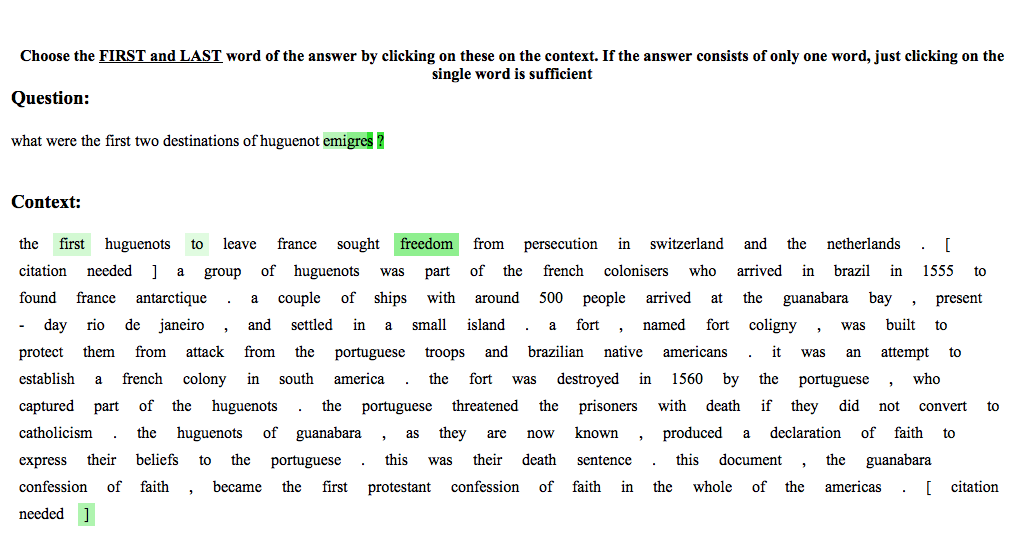 Choose the FIRST and LAST word of the answer by clicking on these on the context. If the answer consists of only one word, just clicking on the
single word is sufficient
Question:
what were the first two destinations of huguenot emigres ?
Context:
the first huguenots to leave france sought freedom from persecution in switzerland and the netherlands . [
citation needed ] a group of huguenots was part of the french colonisers who arrived in brazil in 1555 to
found france antarctique . a couple of ships with around 500 people arrived at the guanabara bay , present
- day rio de janeiro , and settled in a small island . a fort , named fort coligny , was built to
protect them from attack from the portuguese troops and brazilian native americans . it was an attempt to
establish a french colony in south america . the fort was destroyed in 1560 by the portuguese , who
captured part of the huguenots . the portuguese threatened the prisoners with death if they did not convert to
catholicism . the huguenots of guanabara , as they are now known , produced a declaration of faith to
express their beliefs to the portuguese . this was their death sentence . this document , the guanabara
confession of faith , became the first protestant confession of faith in the whole of the americas . [ citation
needed ]